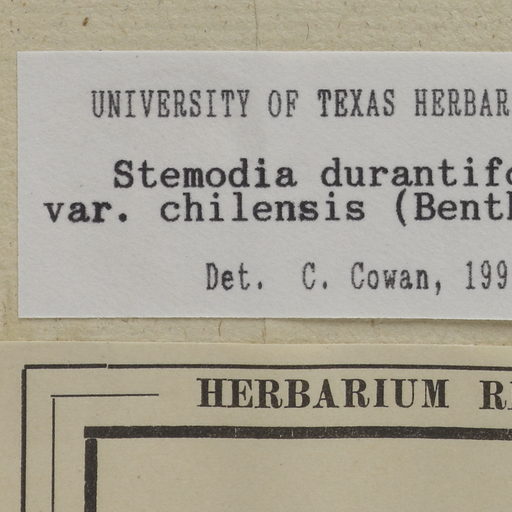 UNIVERSITY OF TEXAS HERBAR
Stemodia durantifo
var. chilensis (Benth
Det. C. Cowan, 199
HERBARIUM R